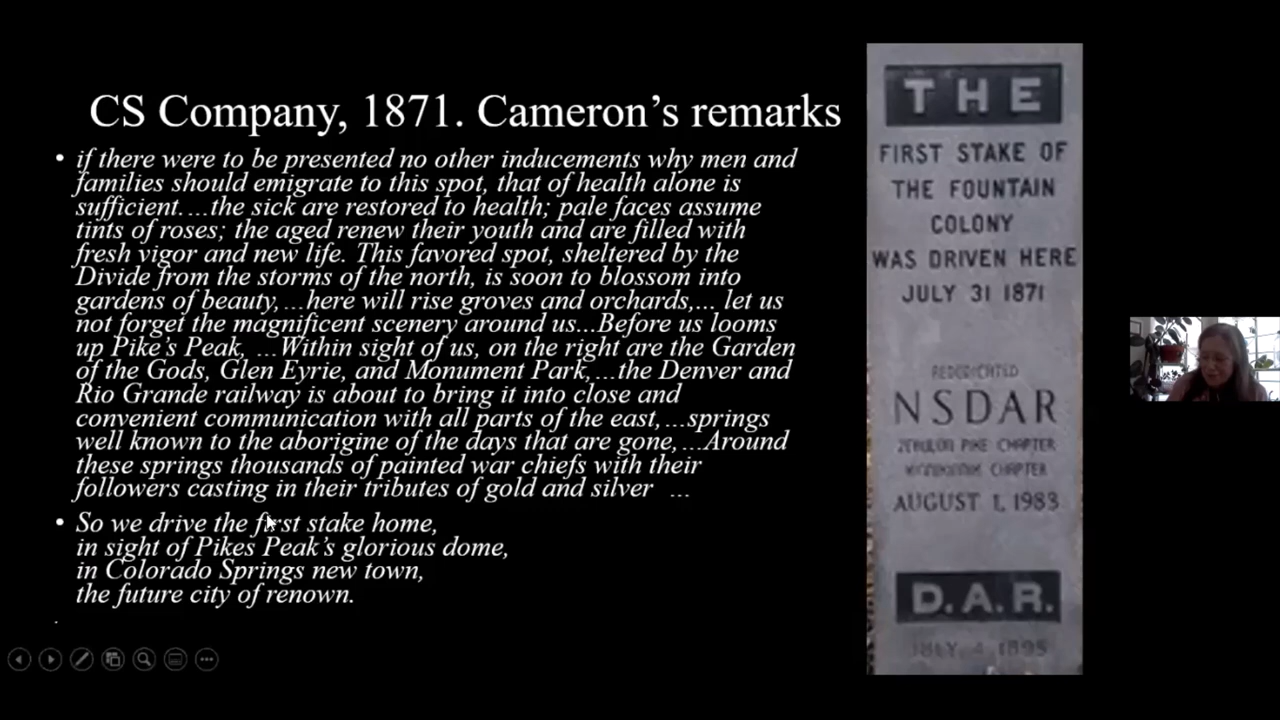 CS Company, 1871. Cameron’s remarks
• if there were to be presented no other inducements why men and
families should emigrate to this spot, that of health alone is
sufficient.…the sick are restored to health; pale faces assume
tints of roses; the aged renew their youth and are filled with
fresh vigor and new life. This favored spot, sheltered by the
Divide from the storms of the north, is soon to blossom into
gardens of beauty,…here will rise groves and orchards,… let us
not forget the magnificent scenery around us…Before us looms
up Pike’s Peak, …Within sight of us, on the right are the Garden
of the Gods, Glen Eyrie, and Monument Park,…the Denver and
Rio Grande railway is about to bring it into close and
convenient communication with all parts of the east,…springs
well known to the aborigine of the days that are gone,…Around
these springs thousands of painted war chiefs with their
followers casting in their tributes of gold and silver …
• So we drive the first stake home,
in sight of Pikes Peak’s glorious dome,
in Colorado Springs new town,
the future city of renown.
.
THE
FIRST STAKE OF
THE FOUNTAIN
COLONY
WAS DRIVEN HERE
JULY 31 1871
REDEDICATED
NSDAR
ZEBULON PIKE CHAPTER
CHAPTER
AUGUST 1, 1983
D.A.R.
JULY 4 1895